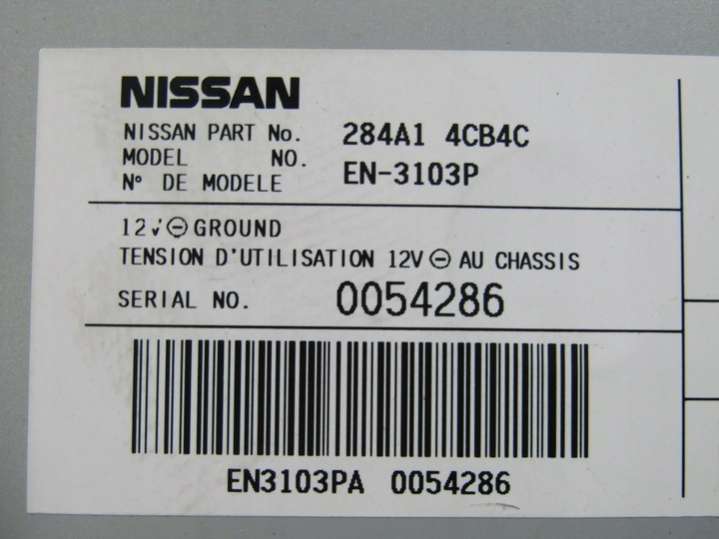 NISSAN
NISSAN PART No. 284A1 4CB4C
MODEL NO. EN-3103P
N° DE MODELE
12V ⊖ GROUND
TENSION D'UTILISATION 12V ⊖ AU CHASSIS
SERIAL NO. 0054286
EN3103PA 0054286